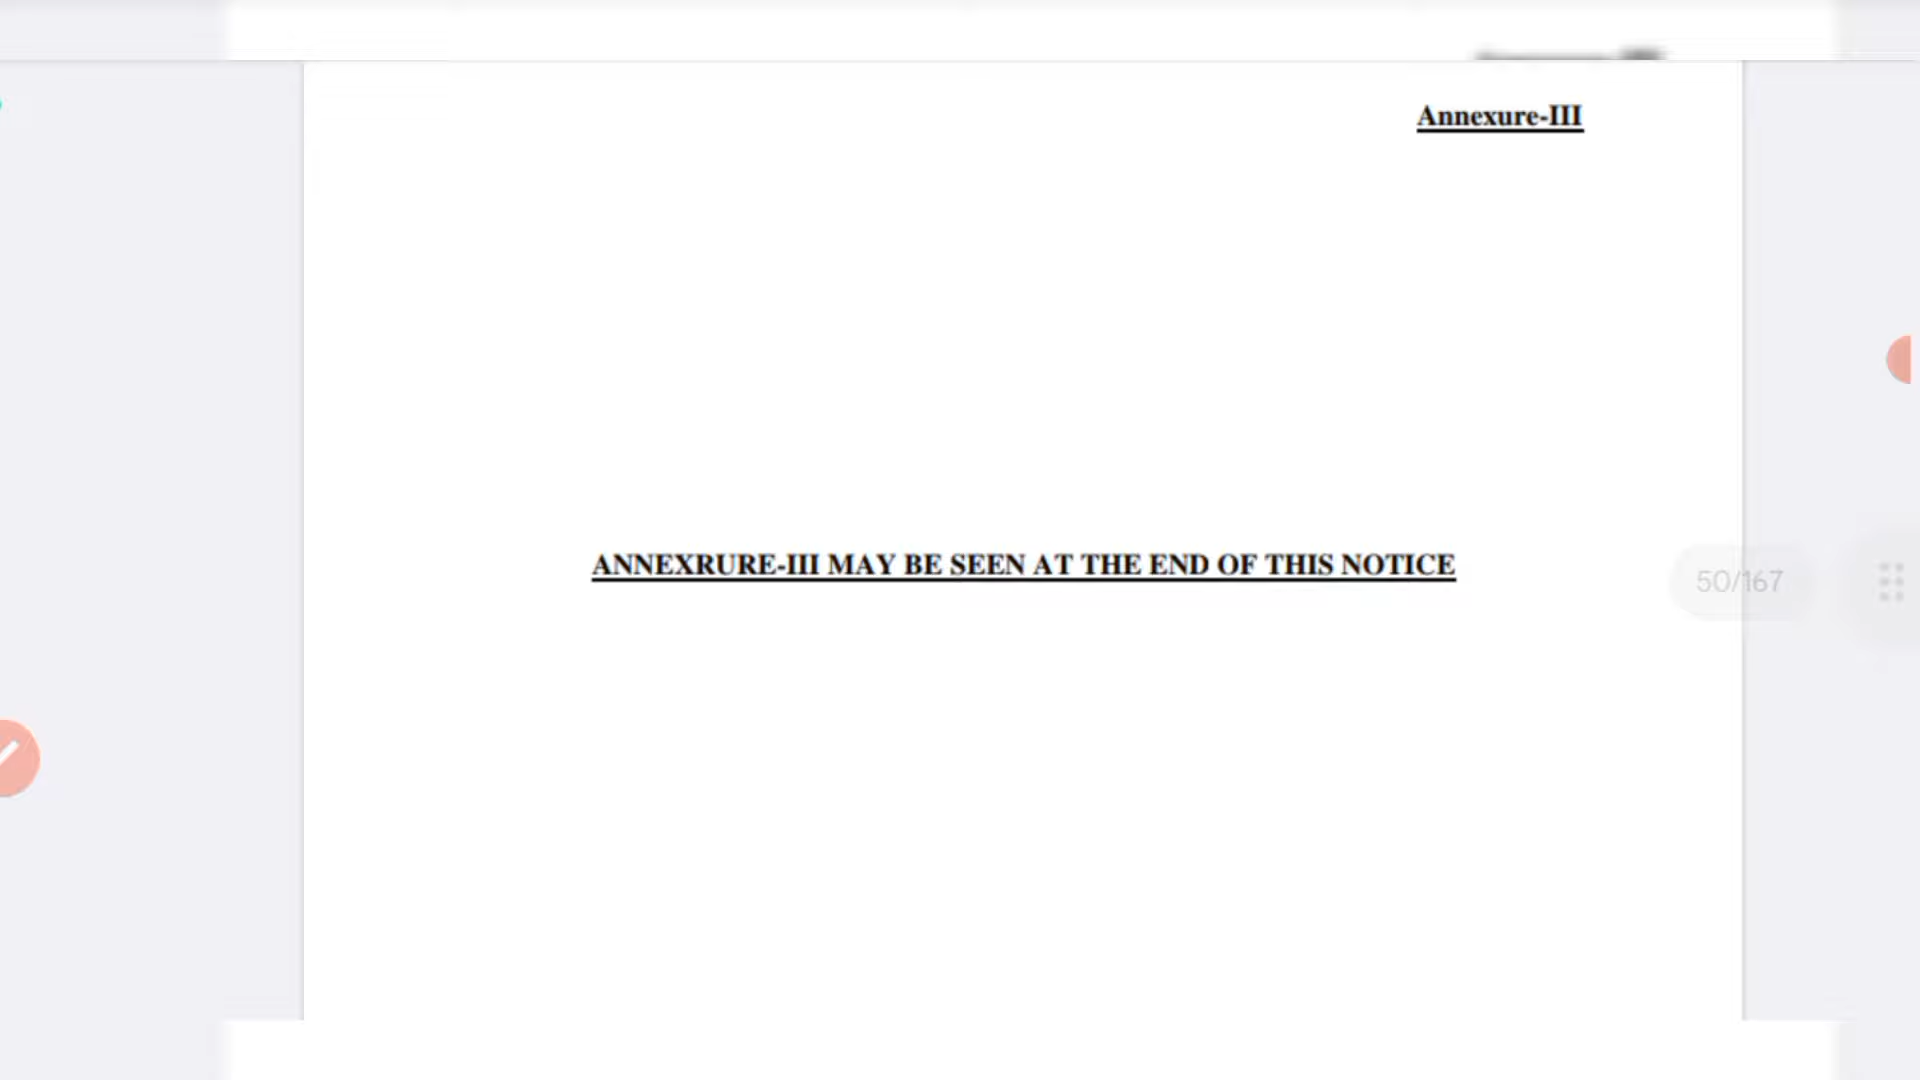 Annexure-III
ANNEXRURE-III MAY BE SEEN AT THE END OF THIS NOTICE
50/167